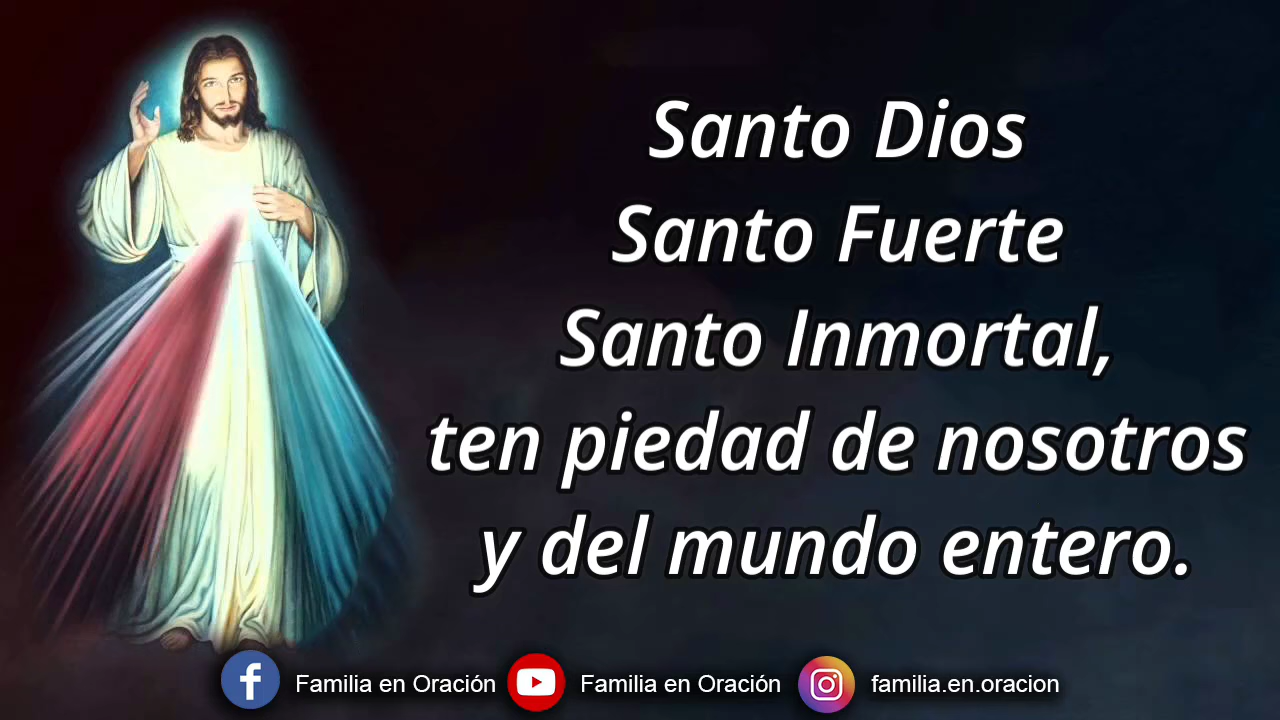 Santo Dios
Santo Fuerte
Santo Inmortal,
ten piedad de nosotros
y del mundo entero.
Familia en Oración Familia en Oración familia.en.oracion